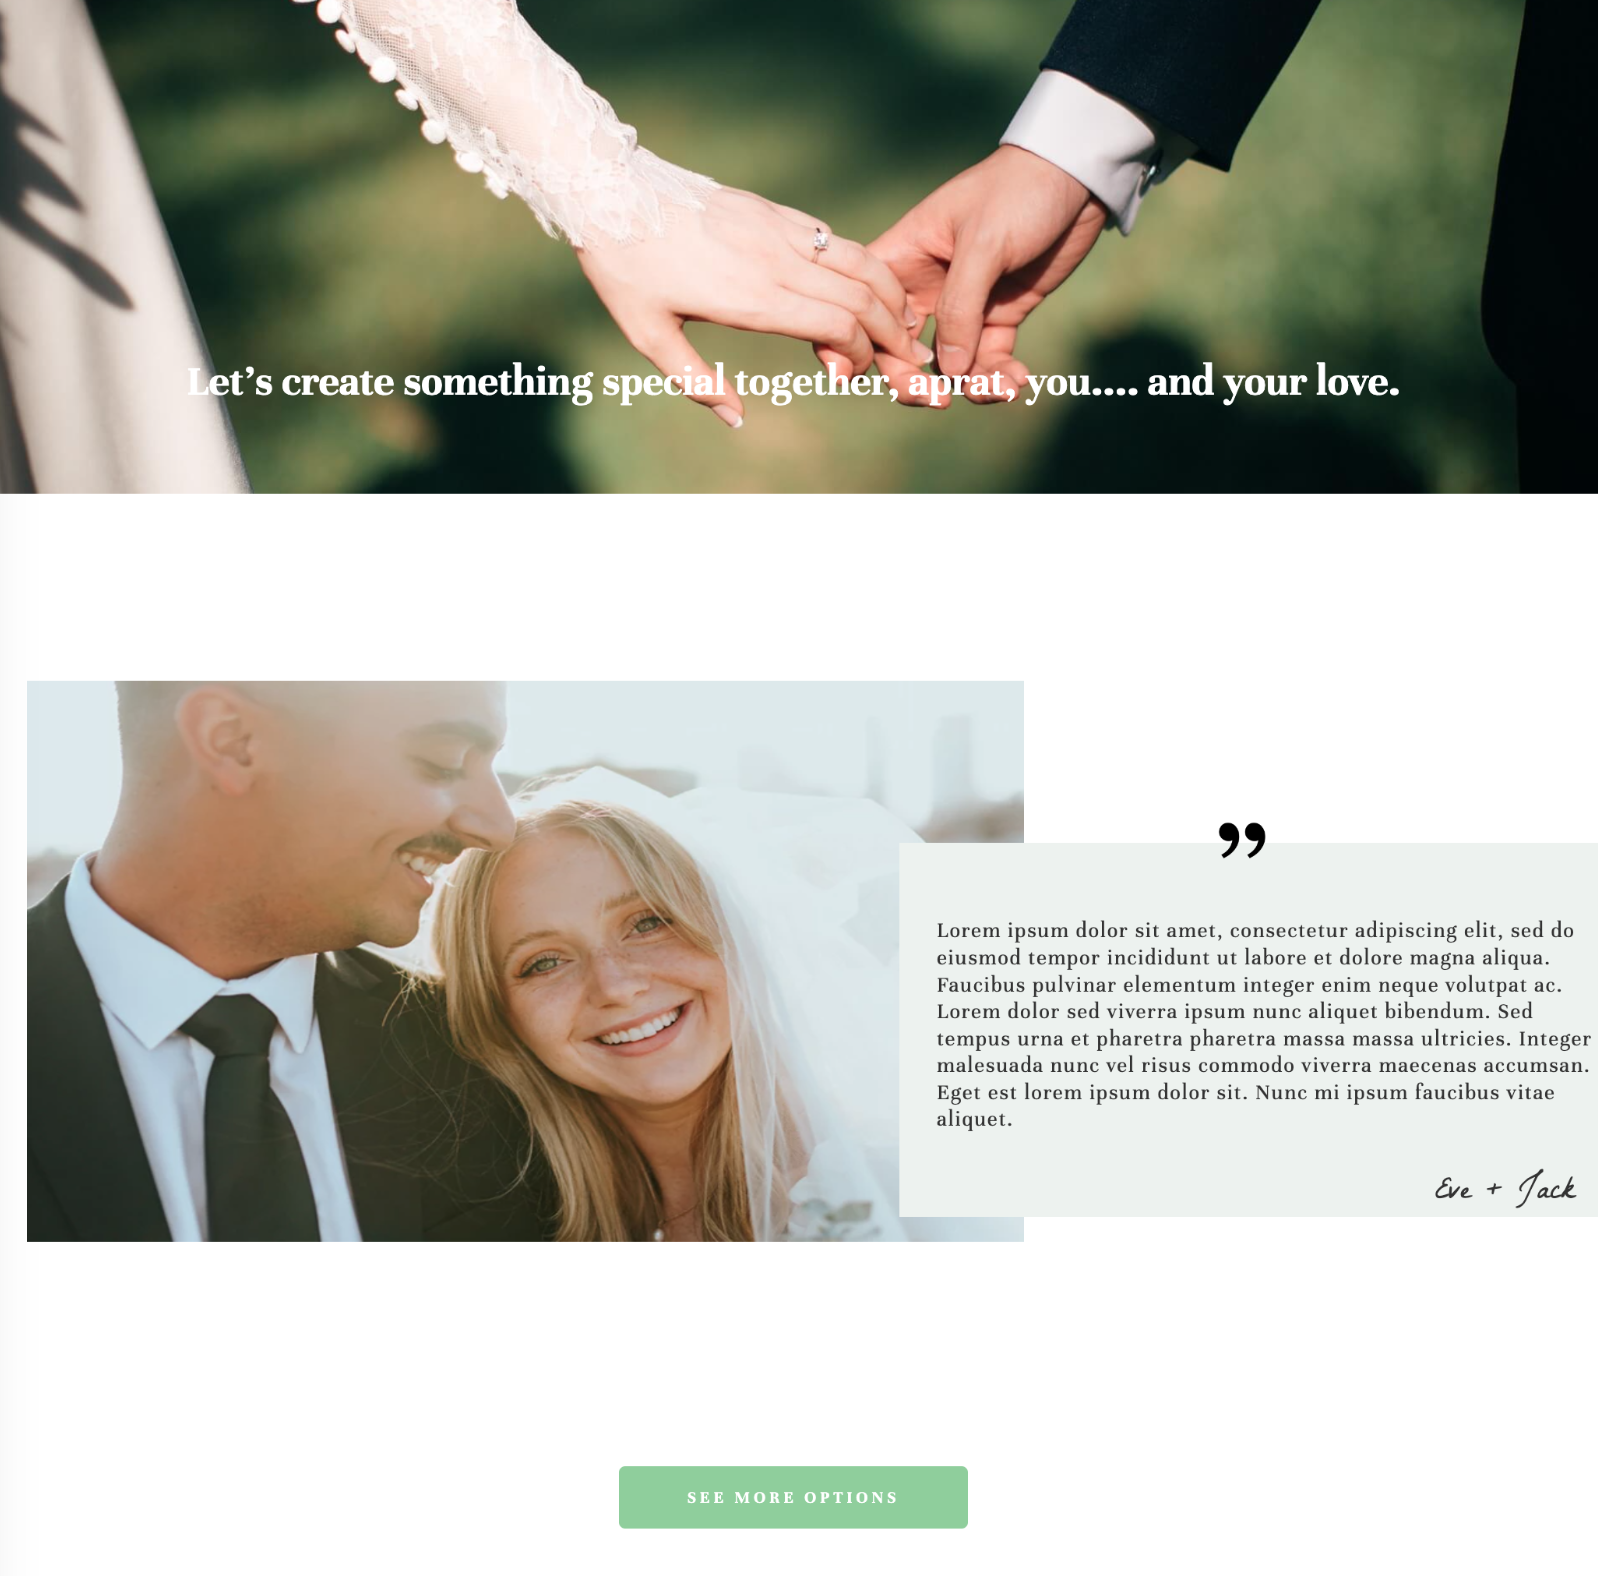 Let's create something special together, aprat, you.... and your love.
”
Lorem ipsum dolor sit amet, consectetur adipiscing elit, sed do
eiusmod tempor incididunt ut labore et dolore magna aliqua.
Faucibus pulvinar elementum integer enim neque volutpat ac.
Lorem dolor sed viverra ipsum nunc aliquet bibendum. Sed
tempus urna et pharetra pharetra massa massa ultricies. Integer
malesuada nunc vel risus commodo viverra maecenas accumsan.
Eget est lorem ipsum dolor sit. Nunc mi ipsum faucibus vitae
aliquet.
Eve + Jack
SEE MORE OPTIONS